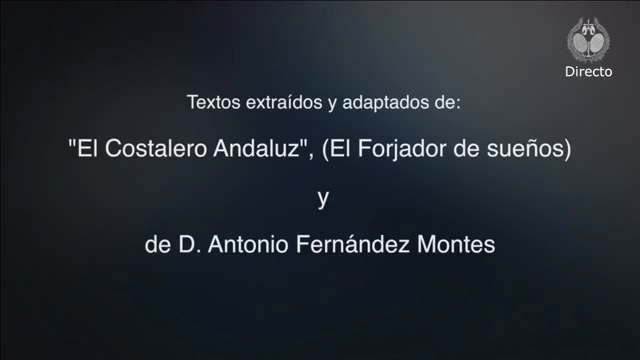 Directo
Textos extraídos y adaptados de:
"El Costalero Andaluz", (El Forjador de sueños)
y
de D. Antonio Fernández Montes